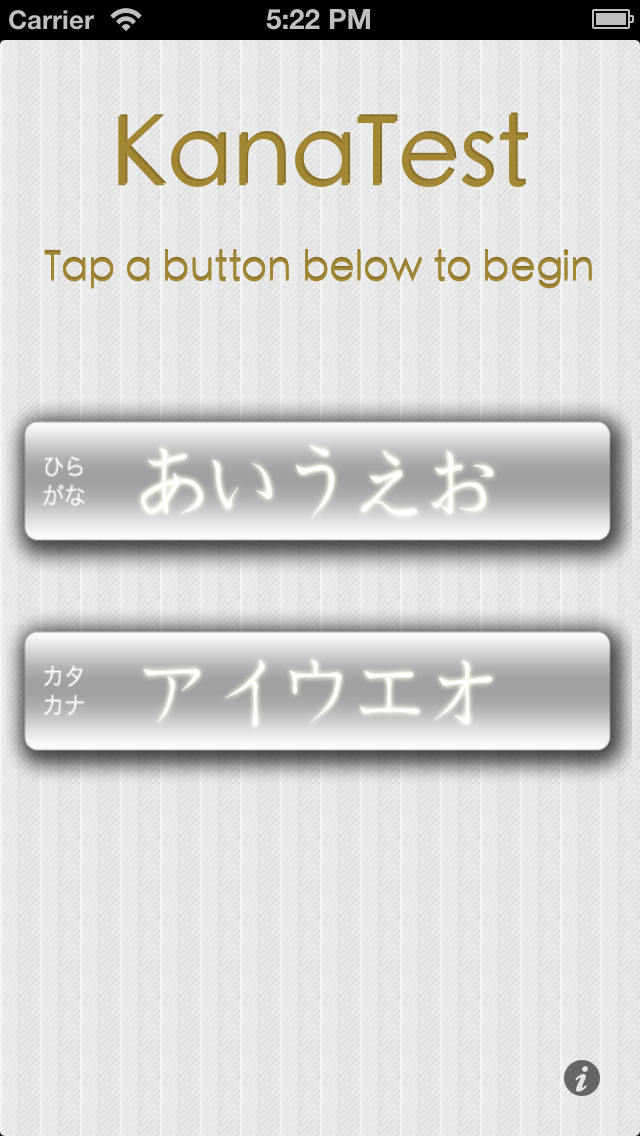 Carrier 5:22 PM
KanaTest
Tap a button below to begin
ひら
がな
あいうえお
カタ
カナ
アイウエオ
i